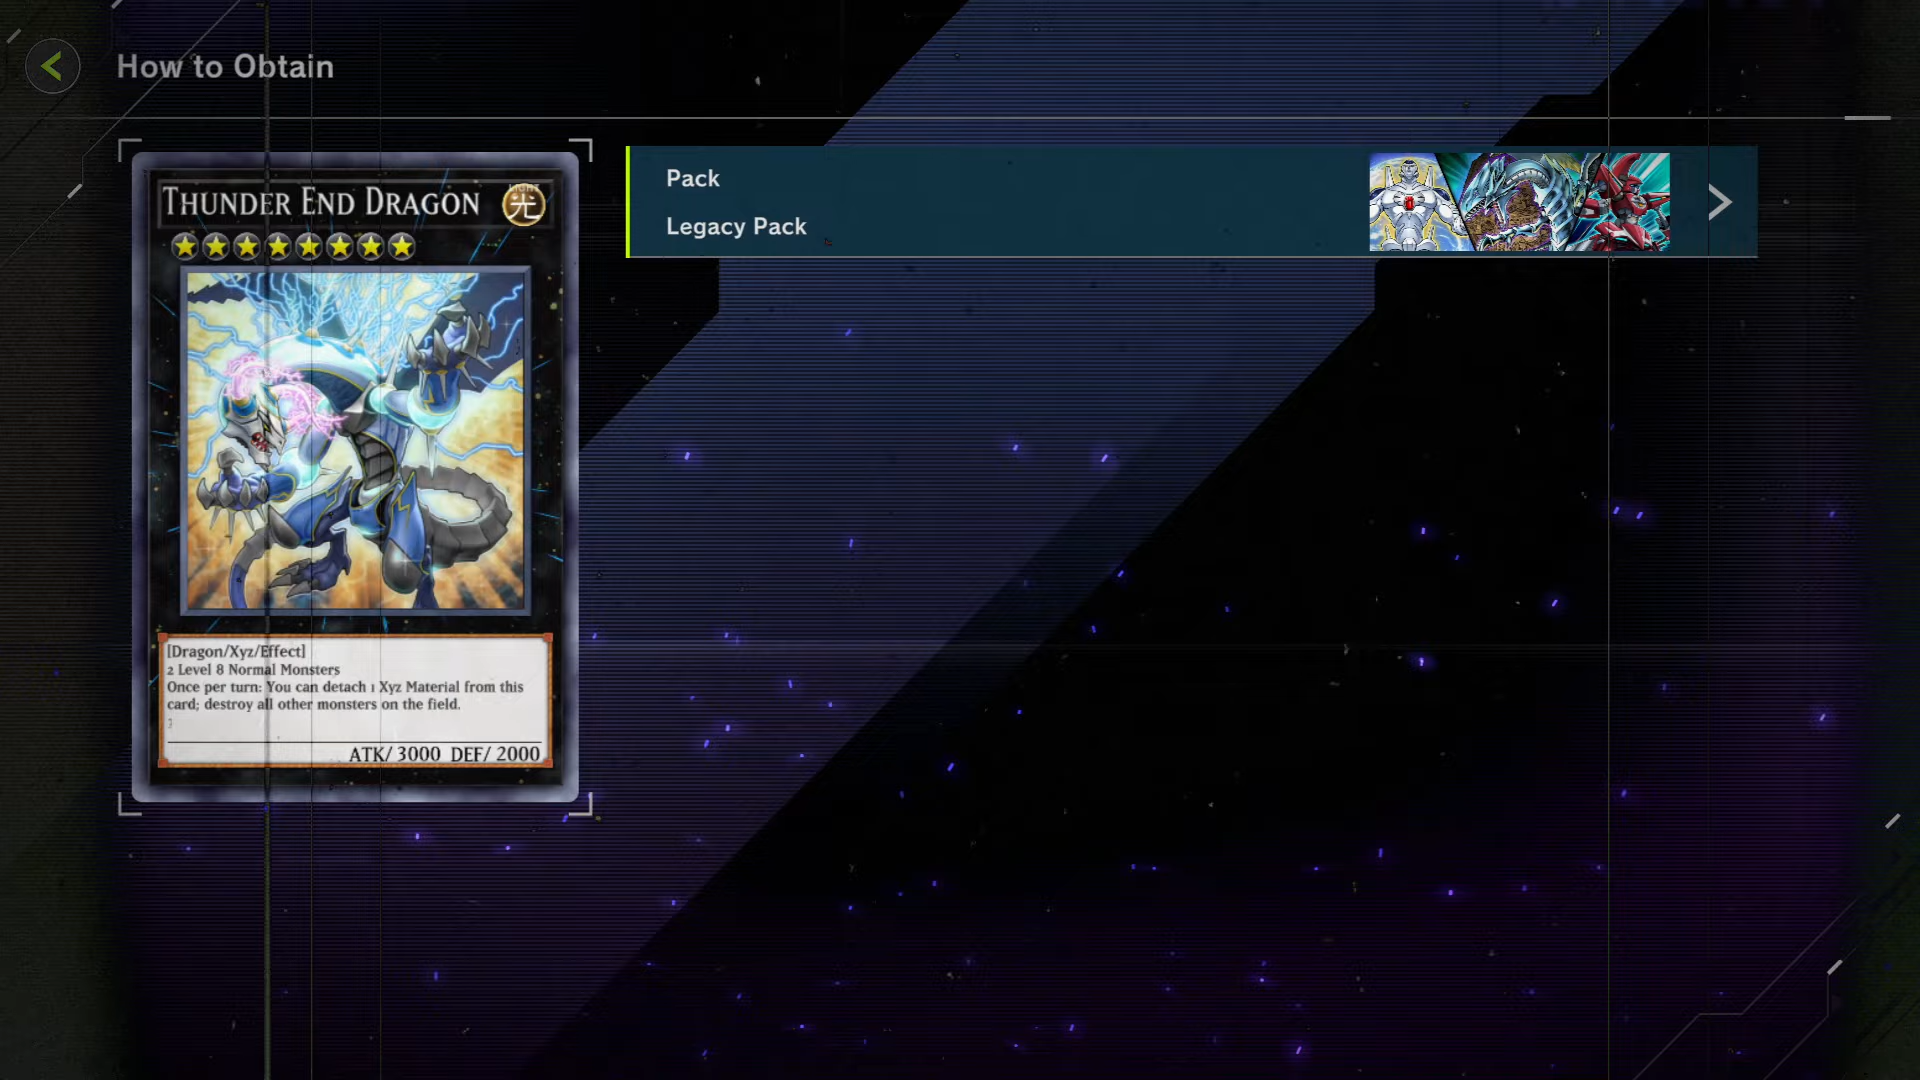 How to Obtain
THUNDER END DRAGON
LIGHT
光
[Dragon/Xyz/Effect]
2 Level 8 Normal Monsters
Once per turn: You can detach 1 Xyz Material from this
card; destroy all other monsters on the field.
ATK/ 3000 DEF/ 2000
Pack
Legacy Pack